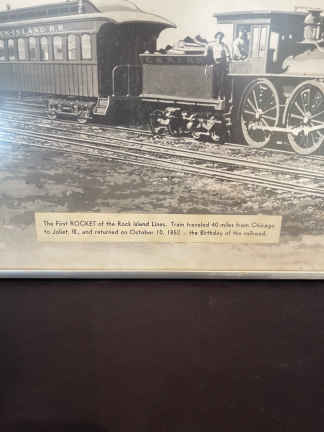 ISLAND R.R.
The First ROCKET of the Rock Island Lines. Train traveled 40 miles from Chicago
to Joliet, Ill., and returned on October 10, 1852 — the Birthday of the railroad.